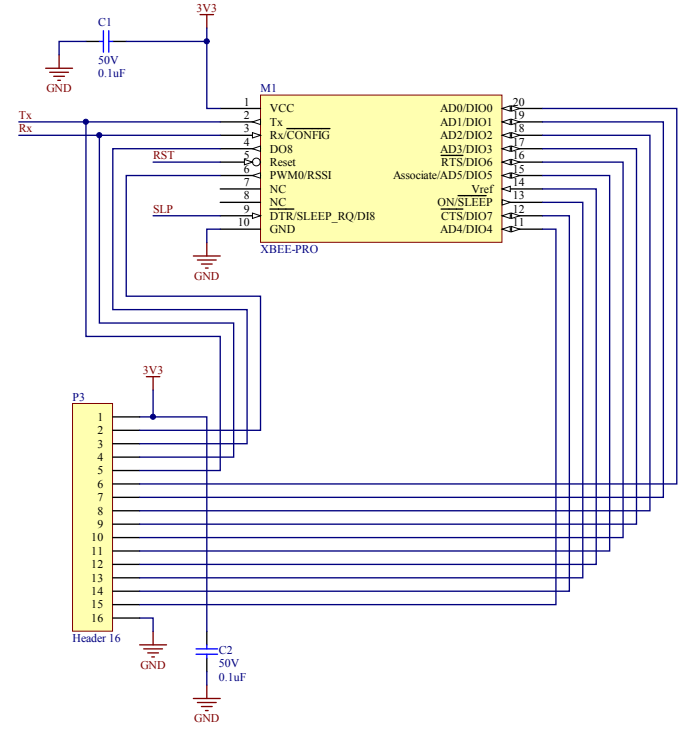 3V3
C1
50V
0.1uF
GND
M1
1 VCC AD0/DIO0 20
Tx 2 Tx AD1/DIO1 19
Rx 3 Rx/CONFIG AD2/DIO2 18
4 DO8 AD3/DIO3 17
RST 5 Reset RTS/DIO6 16
6 PWM0/RSSI Associate/AD5/DIO5 15
7 NC Vref 14
8 NC ON/SLEEP 13
SLP 9 DTR/SLEEP_RQ/DI8 CTS/DIO7 12
10 GND AD4/DIO4 11
XBEE-PRO
GND
3V3
P3
1
2
3
4
5
6
7
8
9
10
11
12
13
14
15
16
Header 16
GND
C2
50V
0.1uF
GND